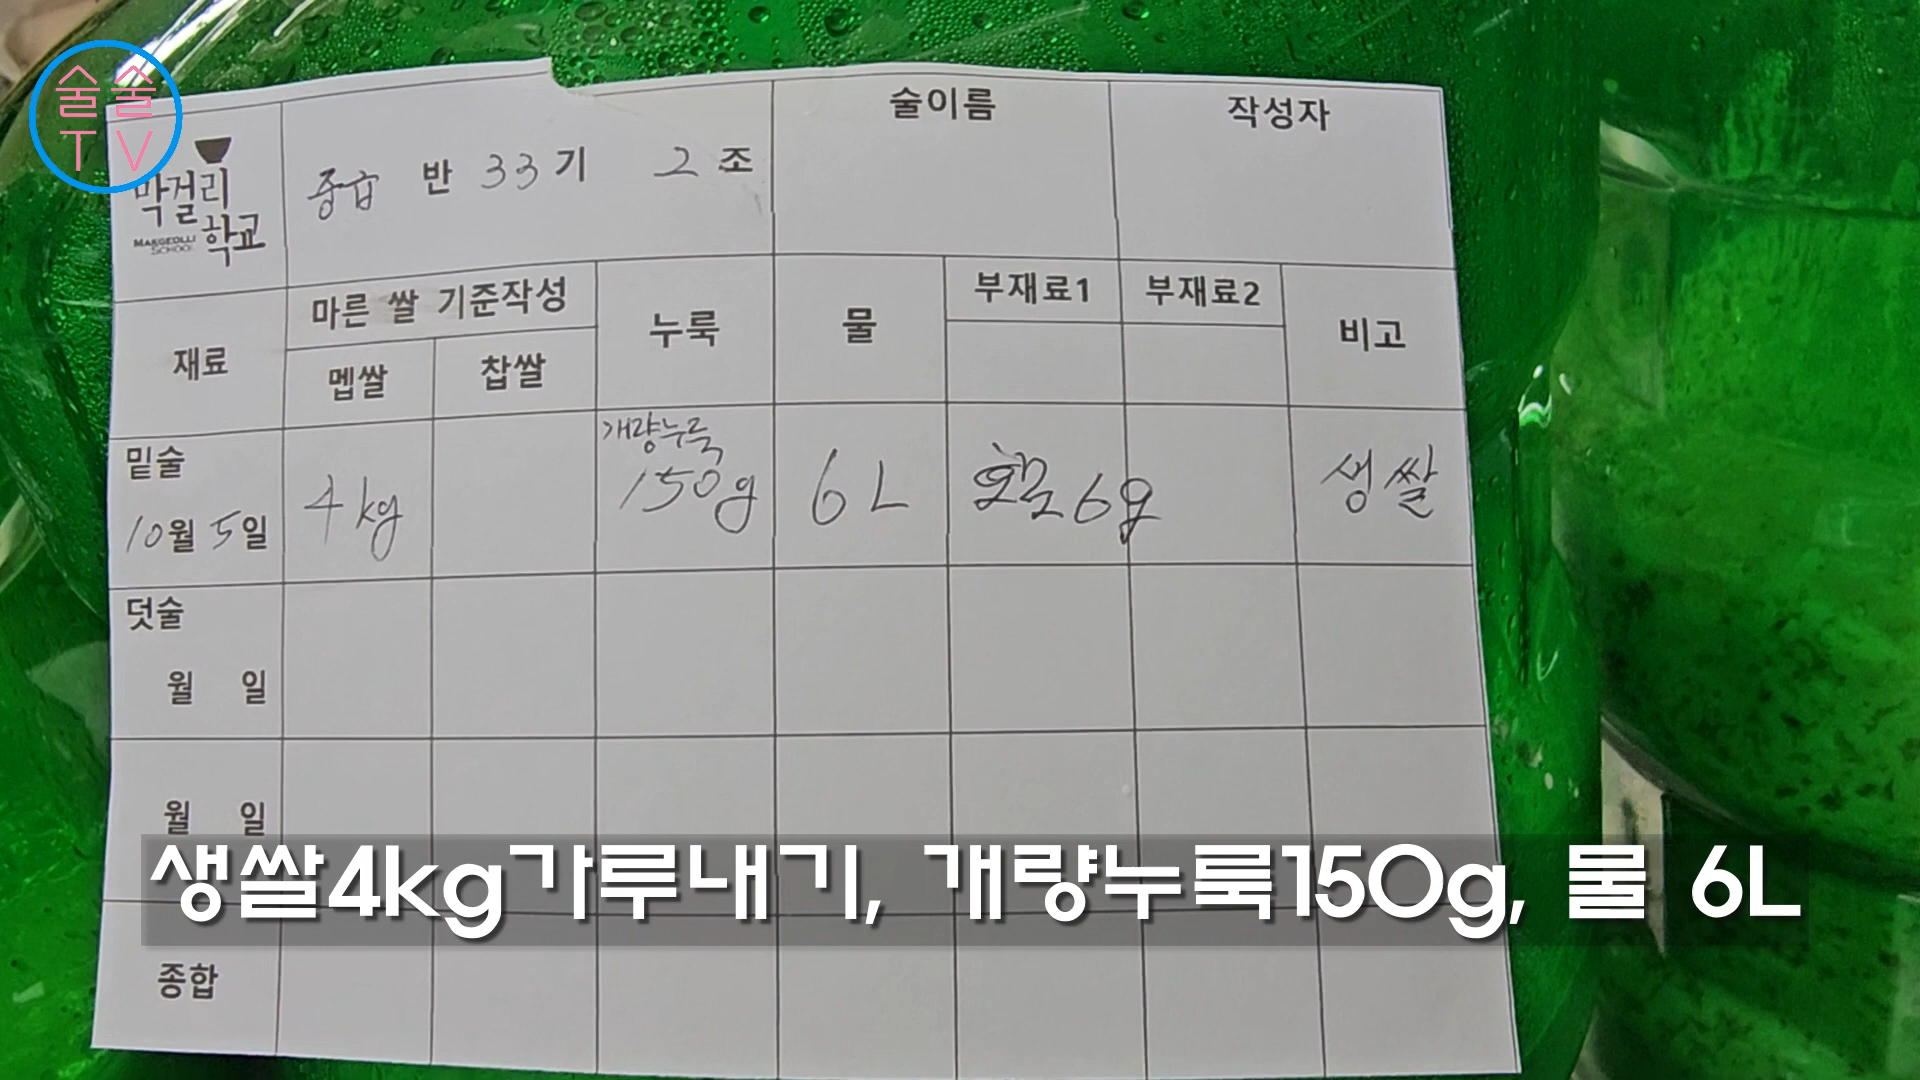 술술
TV
막걸리
학교
MAKGEOLLI
SCHOOL
중급 반 33기 2조
술이름
작성자
재료
마른 쌀 기준작성
멥쌀
찹쌀
누룩
물
부재료1
부재료2
비고
밑술
10월 5일
4kg
개량누룩
150g
6L
6g
생쌀
덧술
월 일
월 일
생쌀4kg가루내기, 개량누룩150g, 물 6L
종합